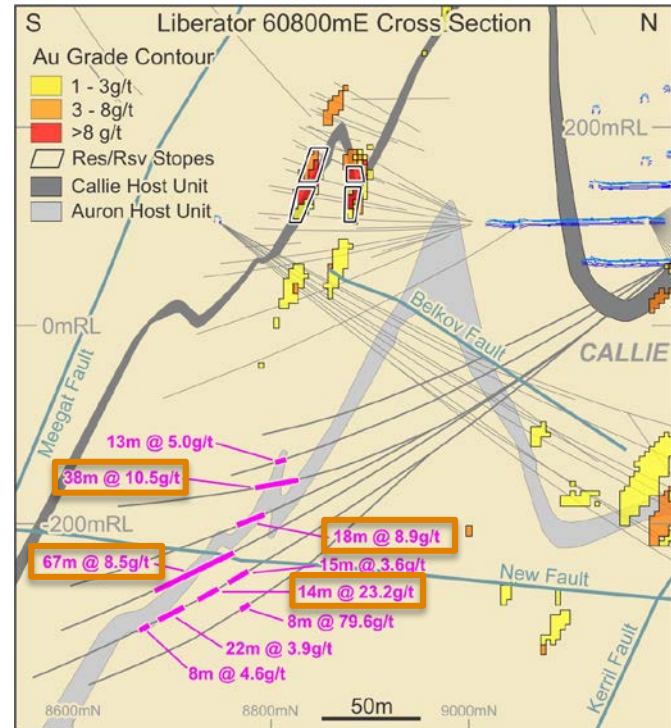 S Liberator 60800mE Cross Section N
Au Grade Contour
1 - 3g/t
3 - 8g/t
>8 g/t
Res/Rsv Stopes
Callie Host Unit
Auron Host Unit
200mRL
0mRL
Meegat Fault
Belkov Fault
CALLIE
13m @ 5.0g/t
38m @ 10.5g/t
-200mRL
18m @ 8.9g/t
67m @ 8.5g/t
15m @ 3.6g/t
14m @ 23.2g/t
New Fault
8m @ 79.6g/t
22m @ 3.9g/t
8m @ 4.6g/t
Kerril Fault
8600mN 8800mN 50m 9000mN